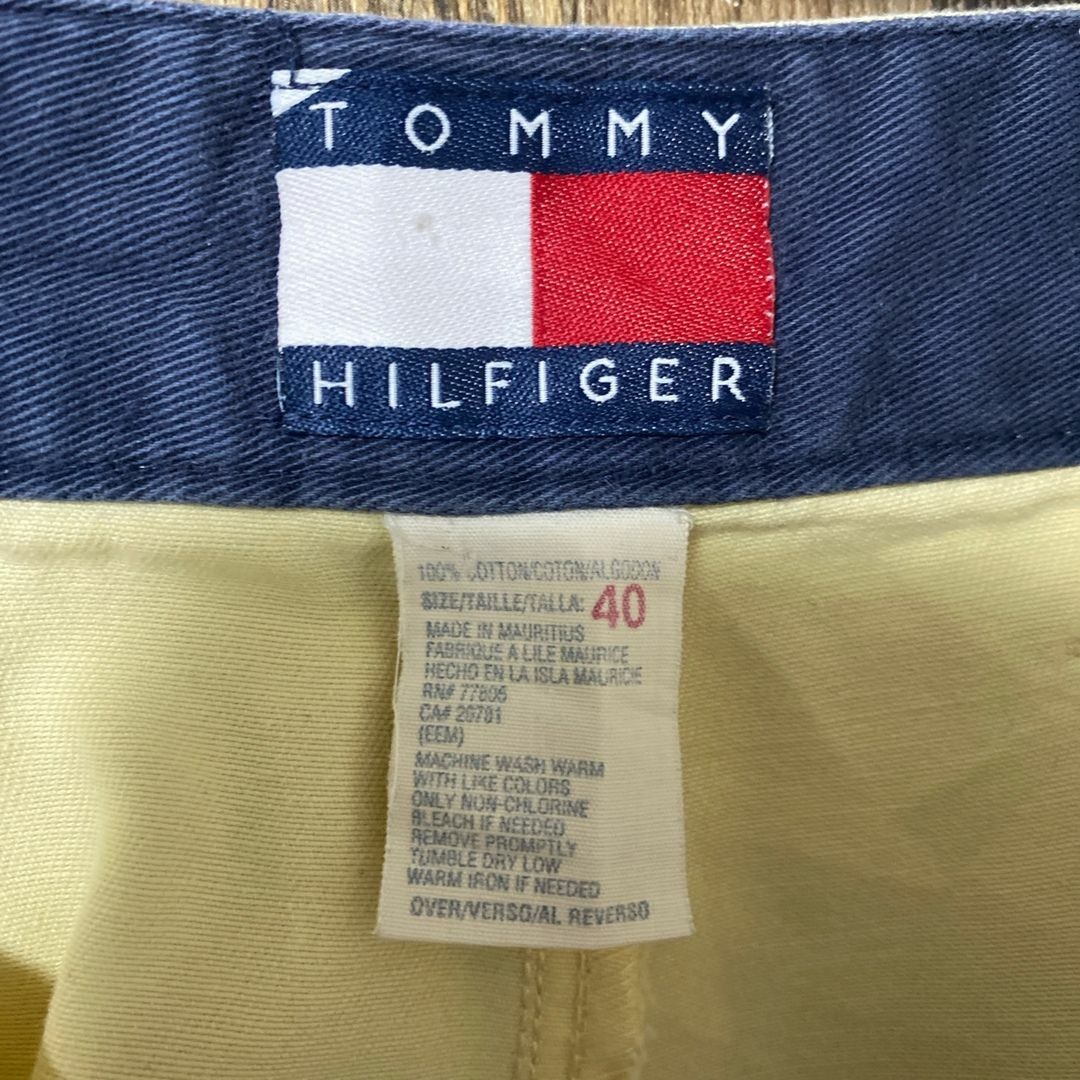 TOMMY
HILFIGER
100% COTTON/COTON/ALGODON
SIZE/TAILLE/TALLA: 40
MADE IN MAURITIUS
FABRIQUE A LILE MAURICE
HECHO EN LA ISLA MAURICIE
RN# 77806
CA# 20701
(EEM)
MACHINE WASH WARM
WITH LIKE COLORS
ONLY NON-CHLORINE
BLEACH IF NEEDED
REMOVE PROMPTLY
TUMBLE DRY LOW
WARM IRON IF NEEDED
OVER/VERSO/AL REVERSO